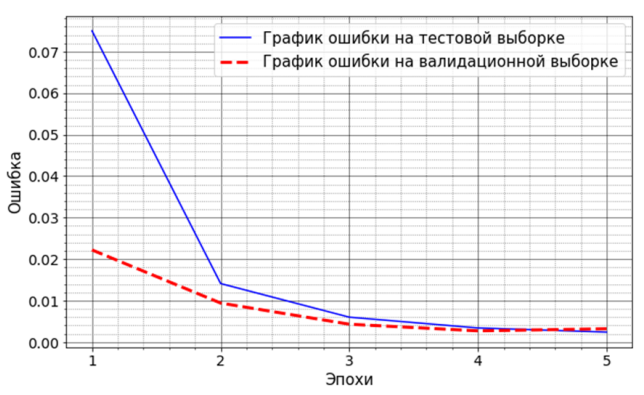 График ошибки на тестовой выборке
График ошибки на валидационной выборке
0.07
0.06
0.05
0.04
0.03
0.02
0.01
0.00
Ошибка
1 2 3 4 5
Эпохи